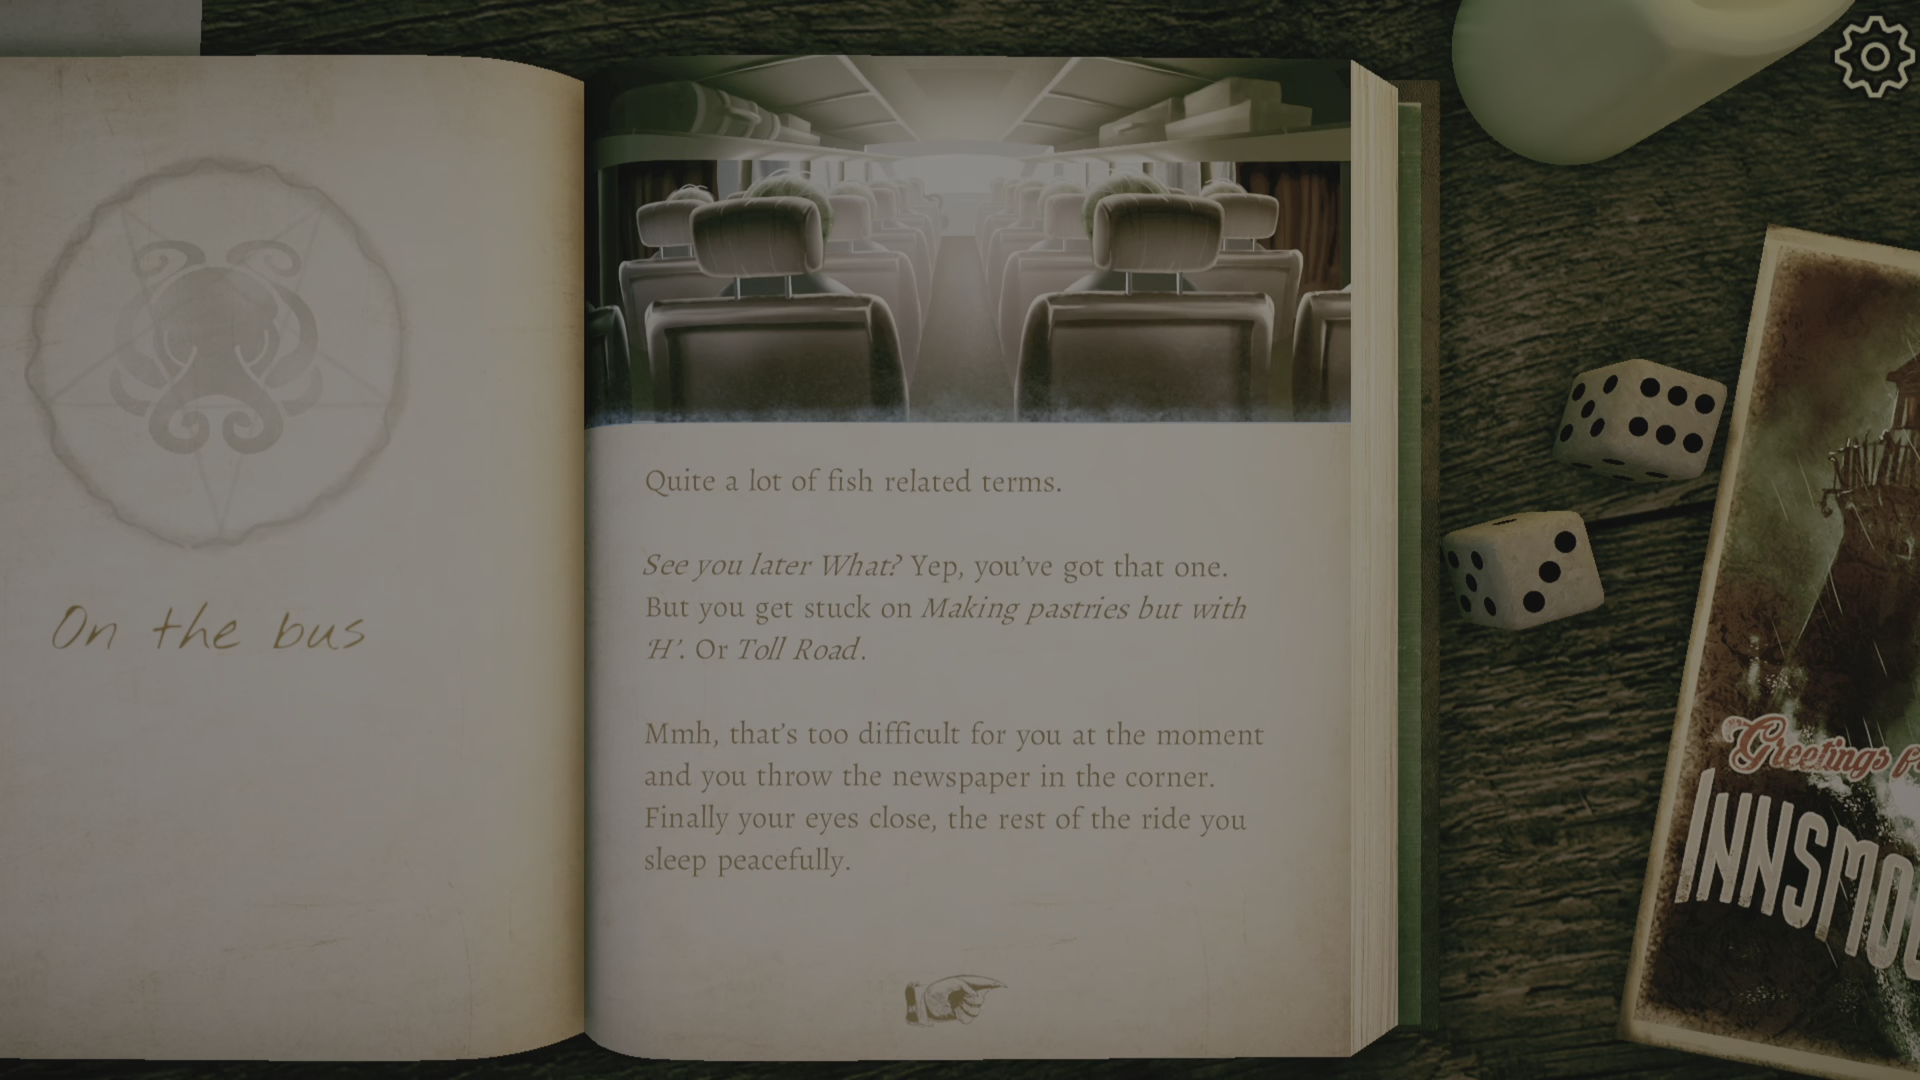 On the bus
Quite a lot of fish related terms.
See you later What? Yep, you've got that one.
But you get stuck on Making pastries but with
'H'. Or Toll Road.
Mmh, that's too difficult for you at the moment
and you throw the newspaper in the corner.
Finally your eyes close, the rest of the ride you
sleep peacefully.
Greetings